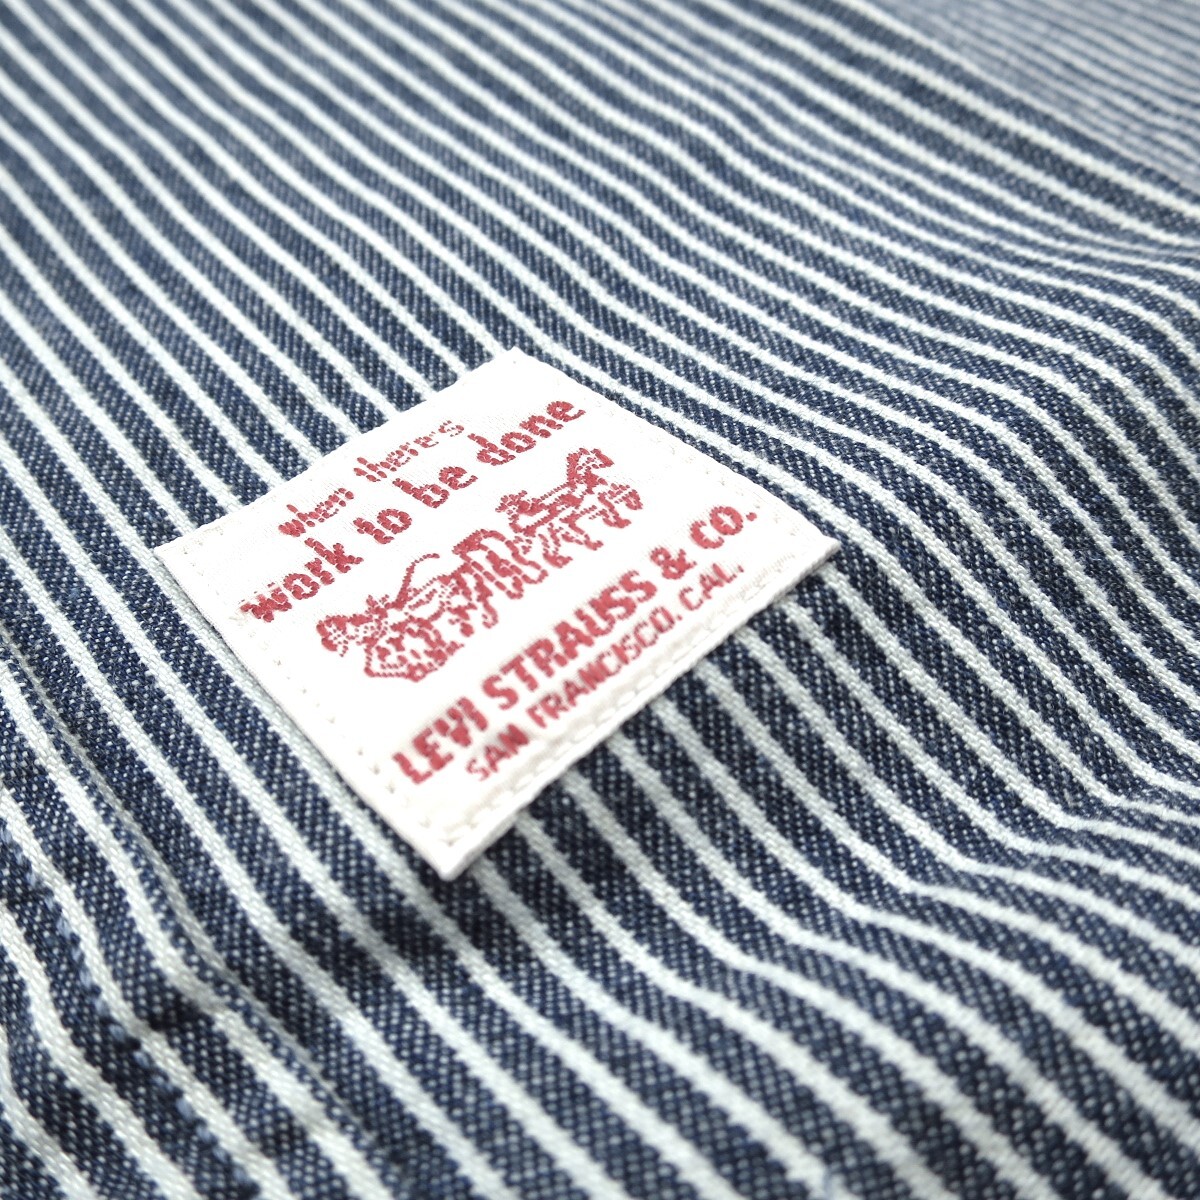 when there's
work to be done
LEVI STRAUSS & CO.
SAN FRANCISCO. CAL.